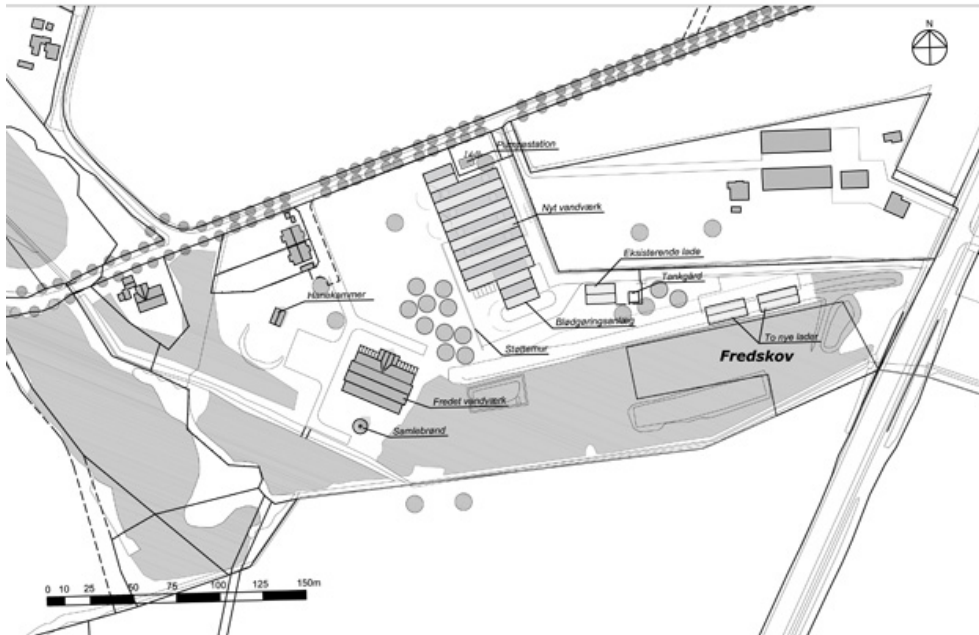 N
Pumpestation
Nyt vandværk
Eksisterende lade
Tankgård
Hanekammer
Blødgøringsanlæg
To nye lader
Støttemur
Fredskov
Fredet vandværk
Samlebrønd
0 10 25 50 75 100 125 150m